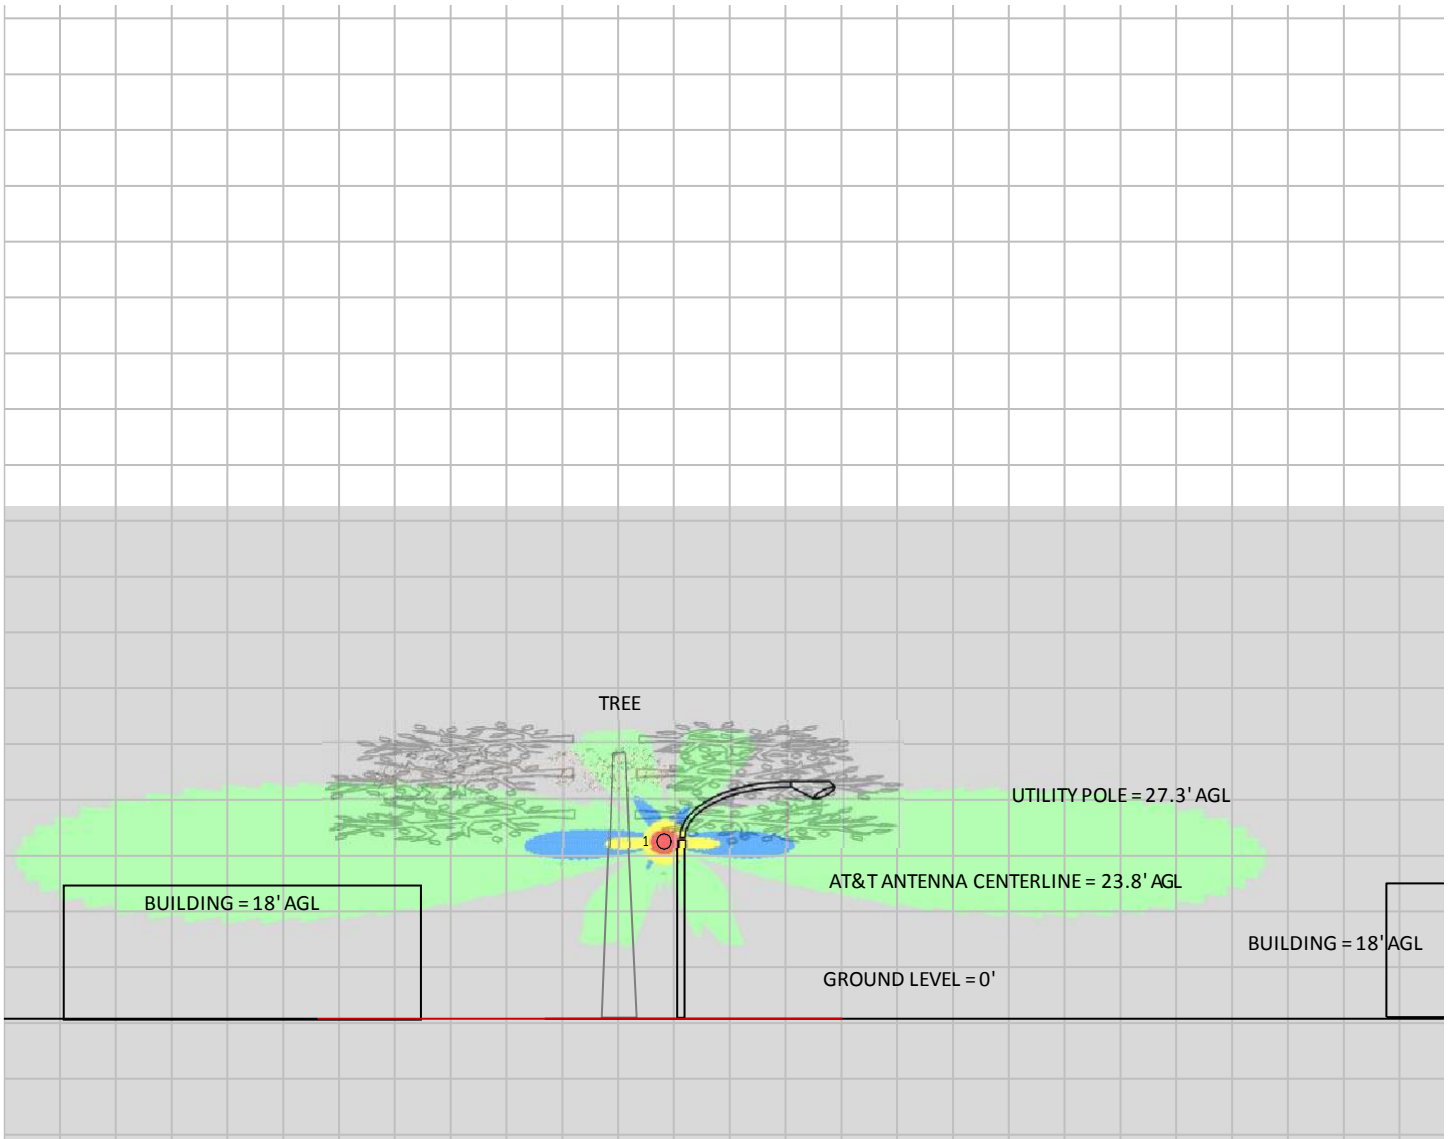 TREE
UTILITY POLE = 27.3' AGL
1
AT&T ANTENNA CENTERLINE = 23.8' AGL
BUILDING = 18' AGL
BUILDING = 18' AGL
GROUND LEVEL = 0'